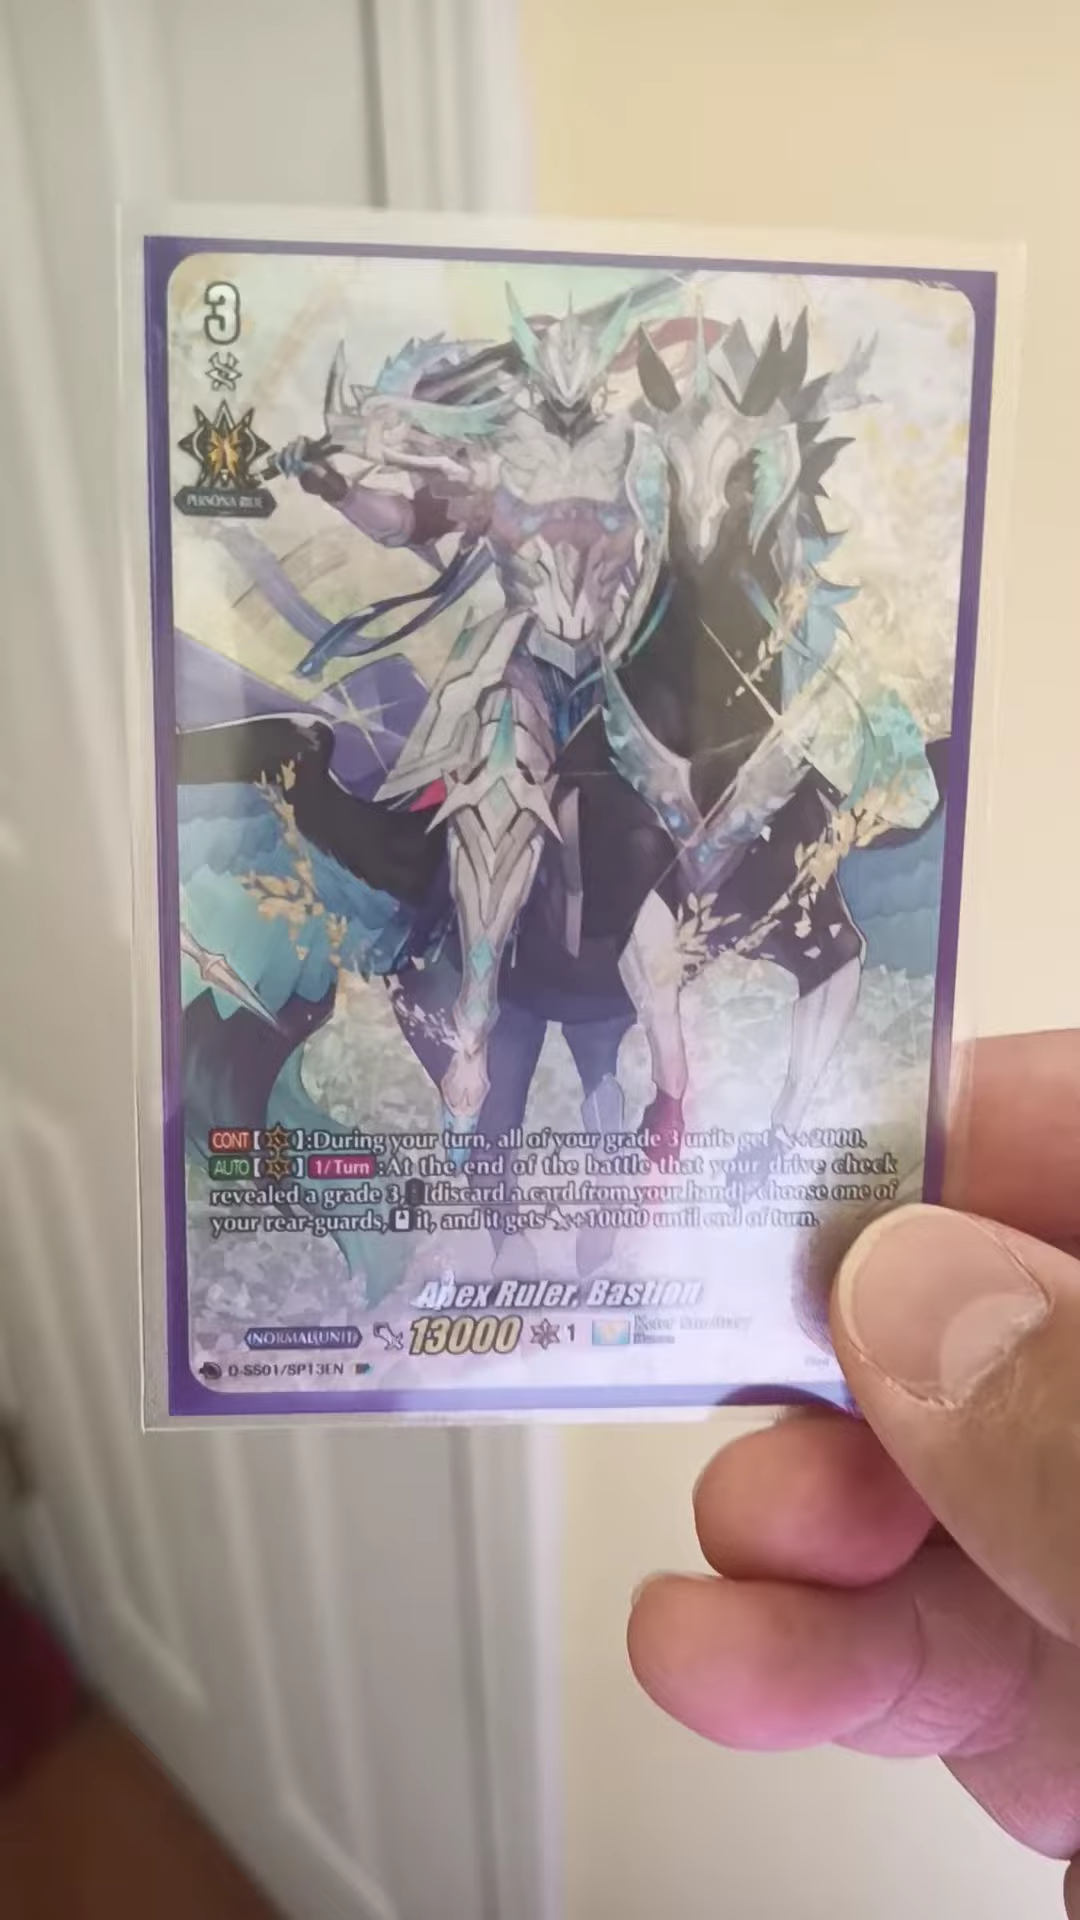 3
PERSONA RIDE
CONT【】:During your turn, all of your grade 3 units get +2000.
AUTO【】1/Turn:At the end of the battle that your drive check
revealed a grade 3, [discard a card from your hand], choose one of
your rear-guards, it, and it gets +10000 until end of turn.
Apex Ruler, Bastion
NORMAL UNIT 13000 1 Keter Sanctuary
Human
D-SS01/SP13EN